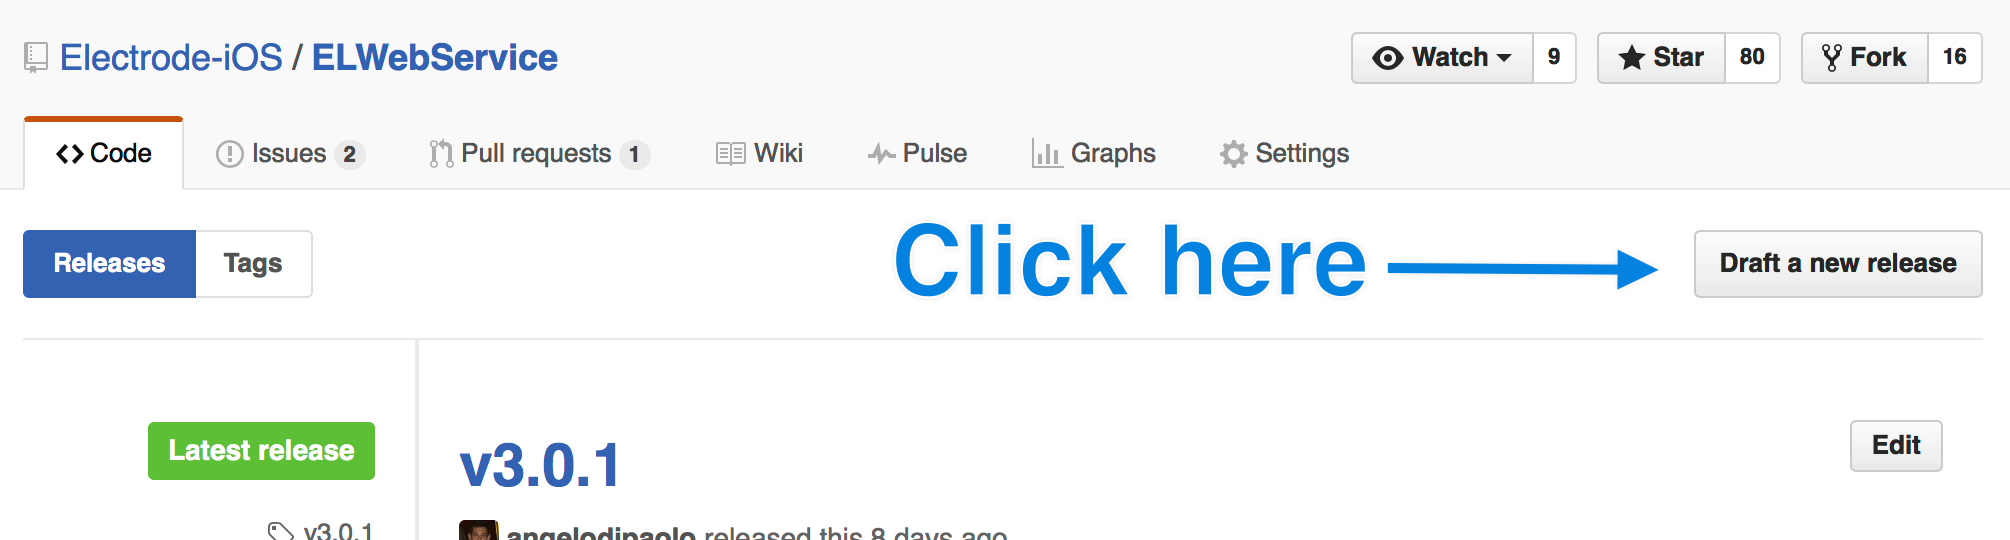 Electrode-iOS / ELWebService
Watch 9 Star 80 Fork 16
Code Issues 2 Pull requests 1 Wiki Pulse Graphs Settings
Releases Tags Click here Draft a new release
Latest release v3.0.1 Edit
v3.0.1 angelodipaolo released this 8 days ago